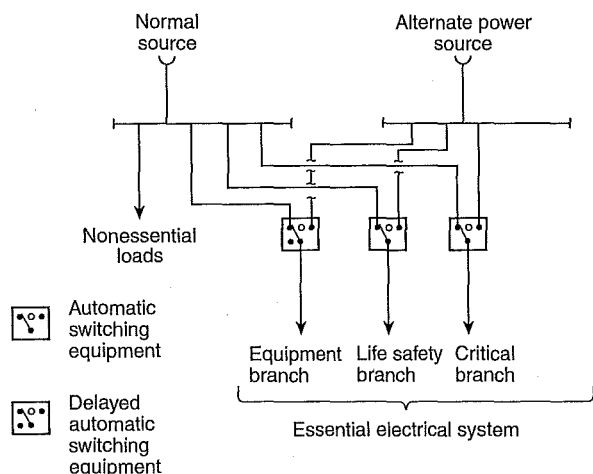 Normal
source
Alternate power
source
Nonessential
loads
Automatic
switching
equipment
Equipment
branch
Life safety
branch
Critical
branch
Delayed
automatic
switching
equipment
Essential electrical system